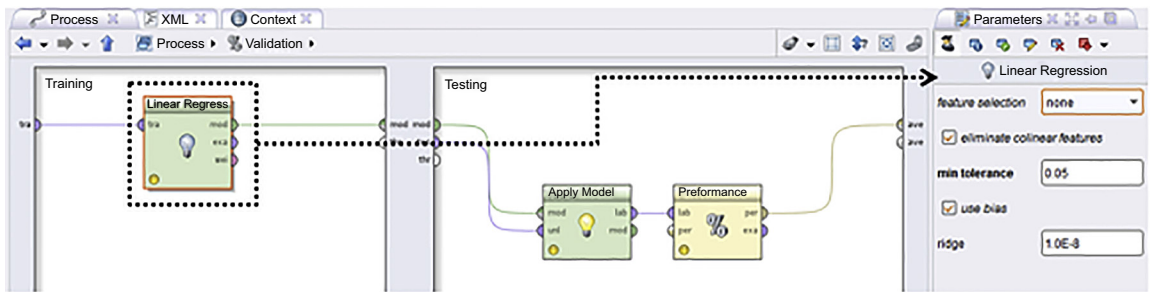 Process
XML
Context
Parameters
Process
Validation
Linear Regression
Training
Testing
Linear Regress
tra
tra
mod
exa
wei
mod
mod
thr
ave
ave
Apply Model
mod
unl
lab
mod
Preformance
lab
per
per
exa
feature selection
none
eliminate colinear features
min tolerance
0.05
use bias
ridge
1.0E-8